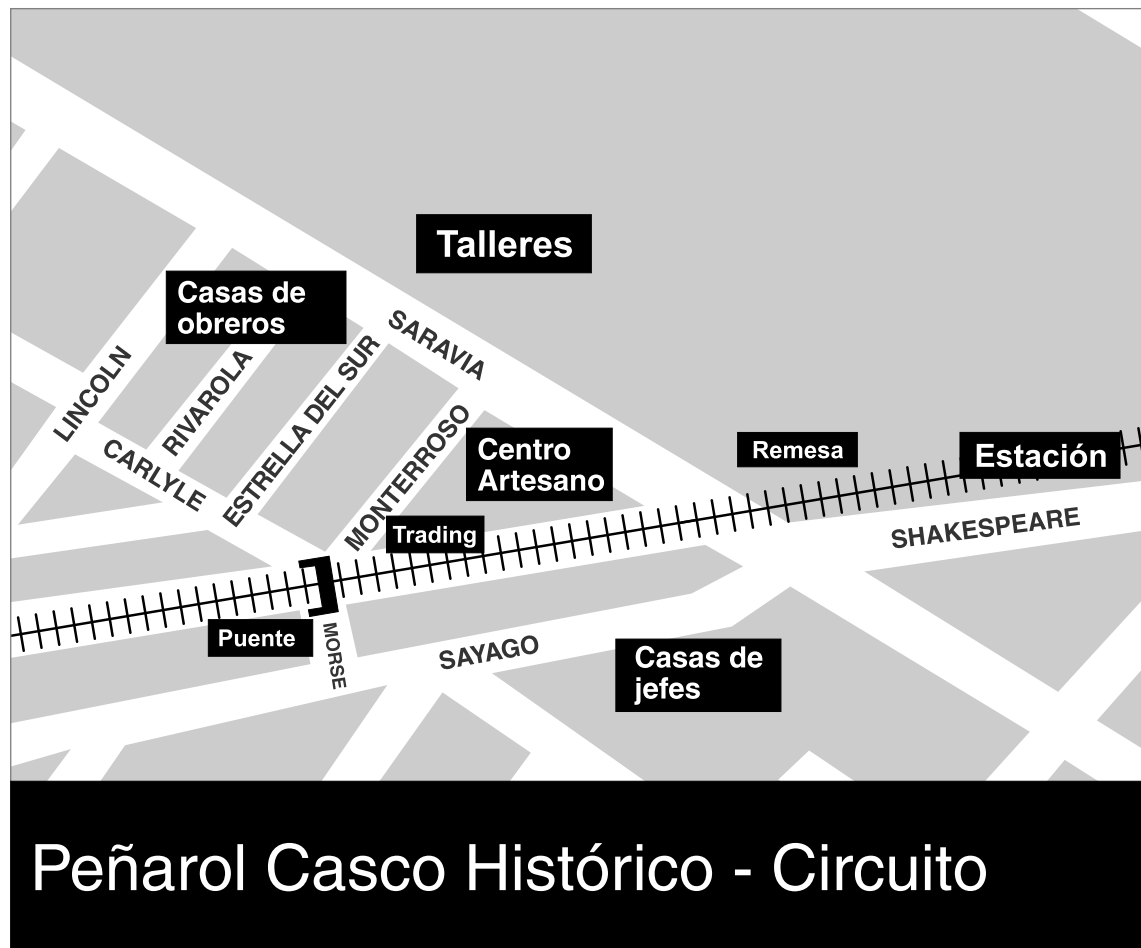 Talleres
Casas de
obreros
SARAVIA
LINCOLN
RIVAROLA
ESTRELLA DEL SUR
MONTERROSO
CARLYLE
Centro
Artesano
Remesa
Estación
Trading
SHAKESPEARE
Puente
MORSE
SAYAGO
Casas de
jefes
Peñarol Casco Histórico - Circuito